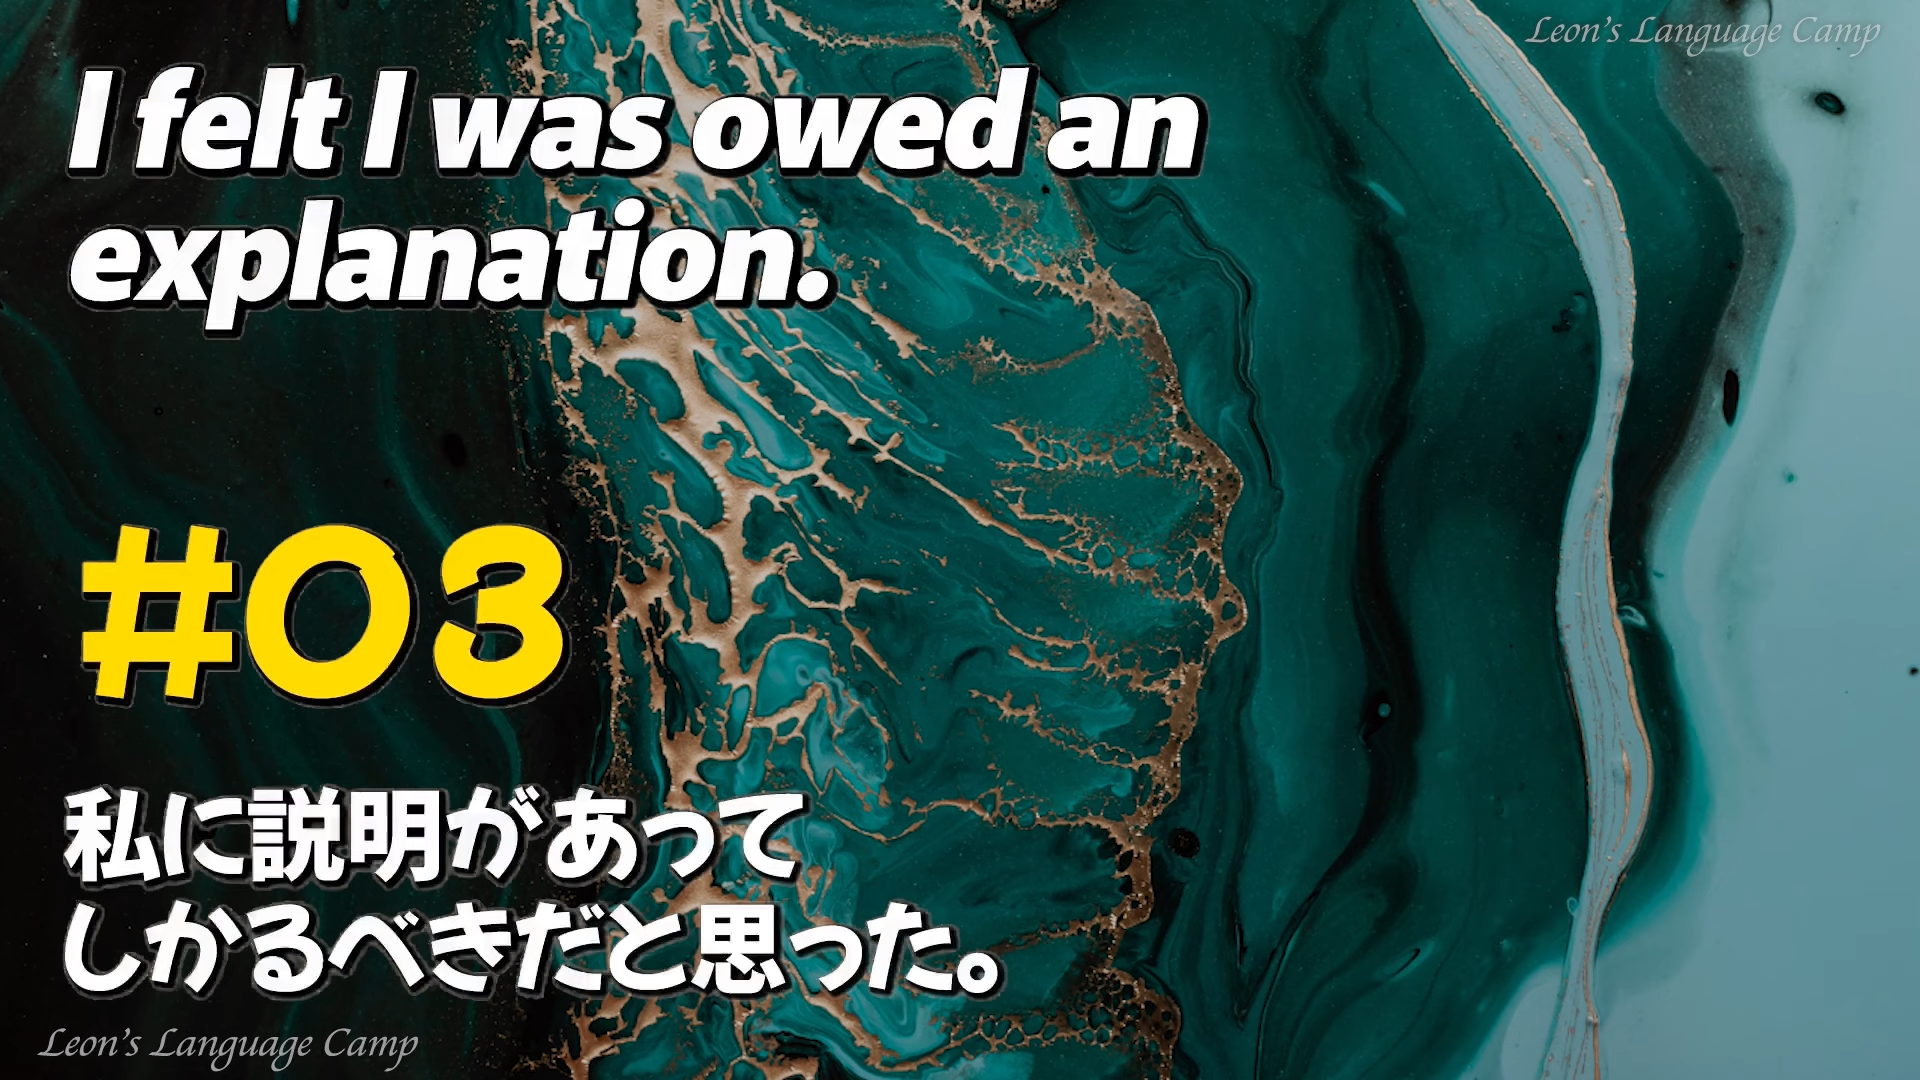 Leon's Language Camp
I felt I was owed an
explanation.
#03
私に説明があって
しかるべきだと思った。
Leon's Language Camp